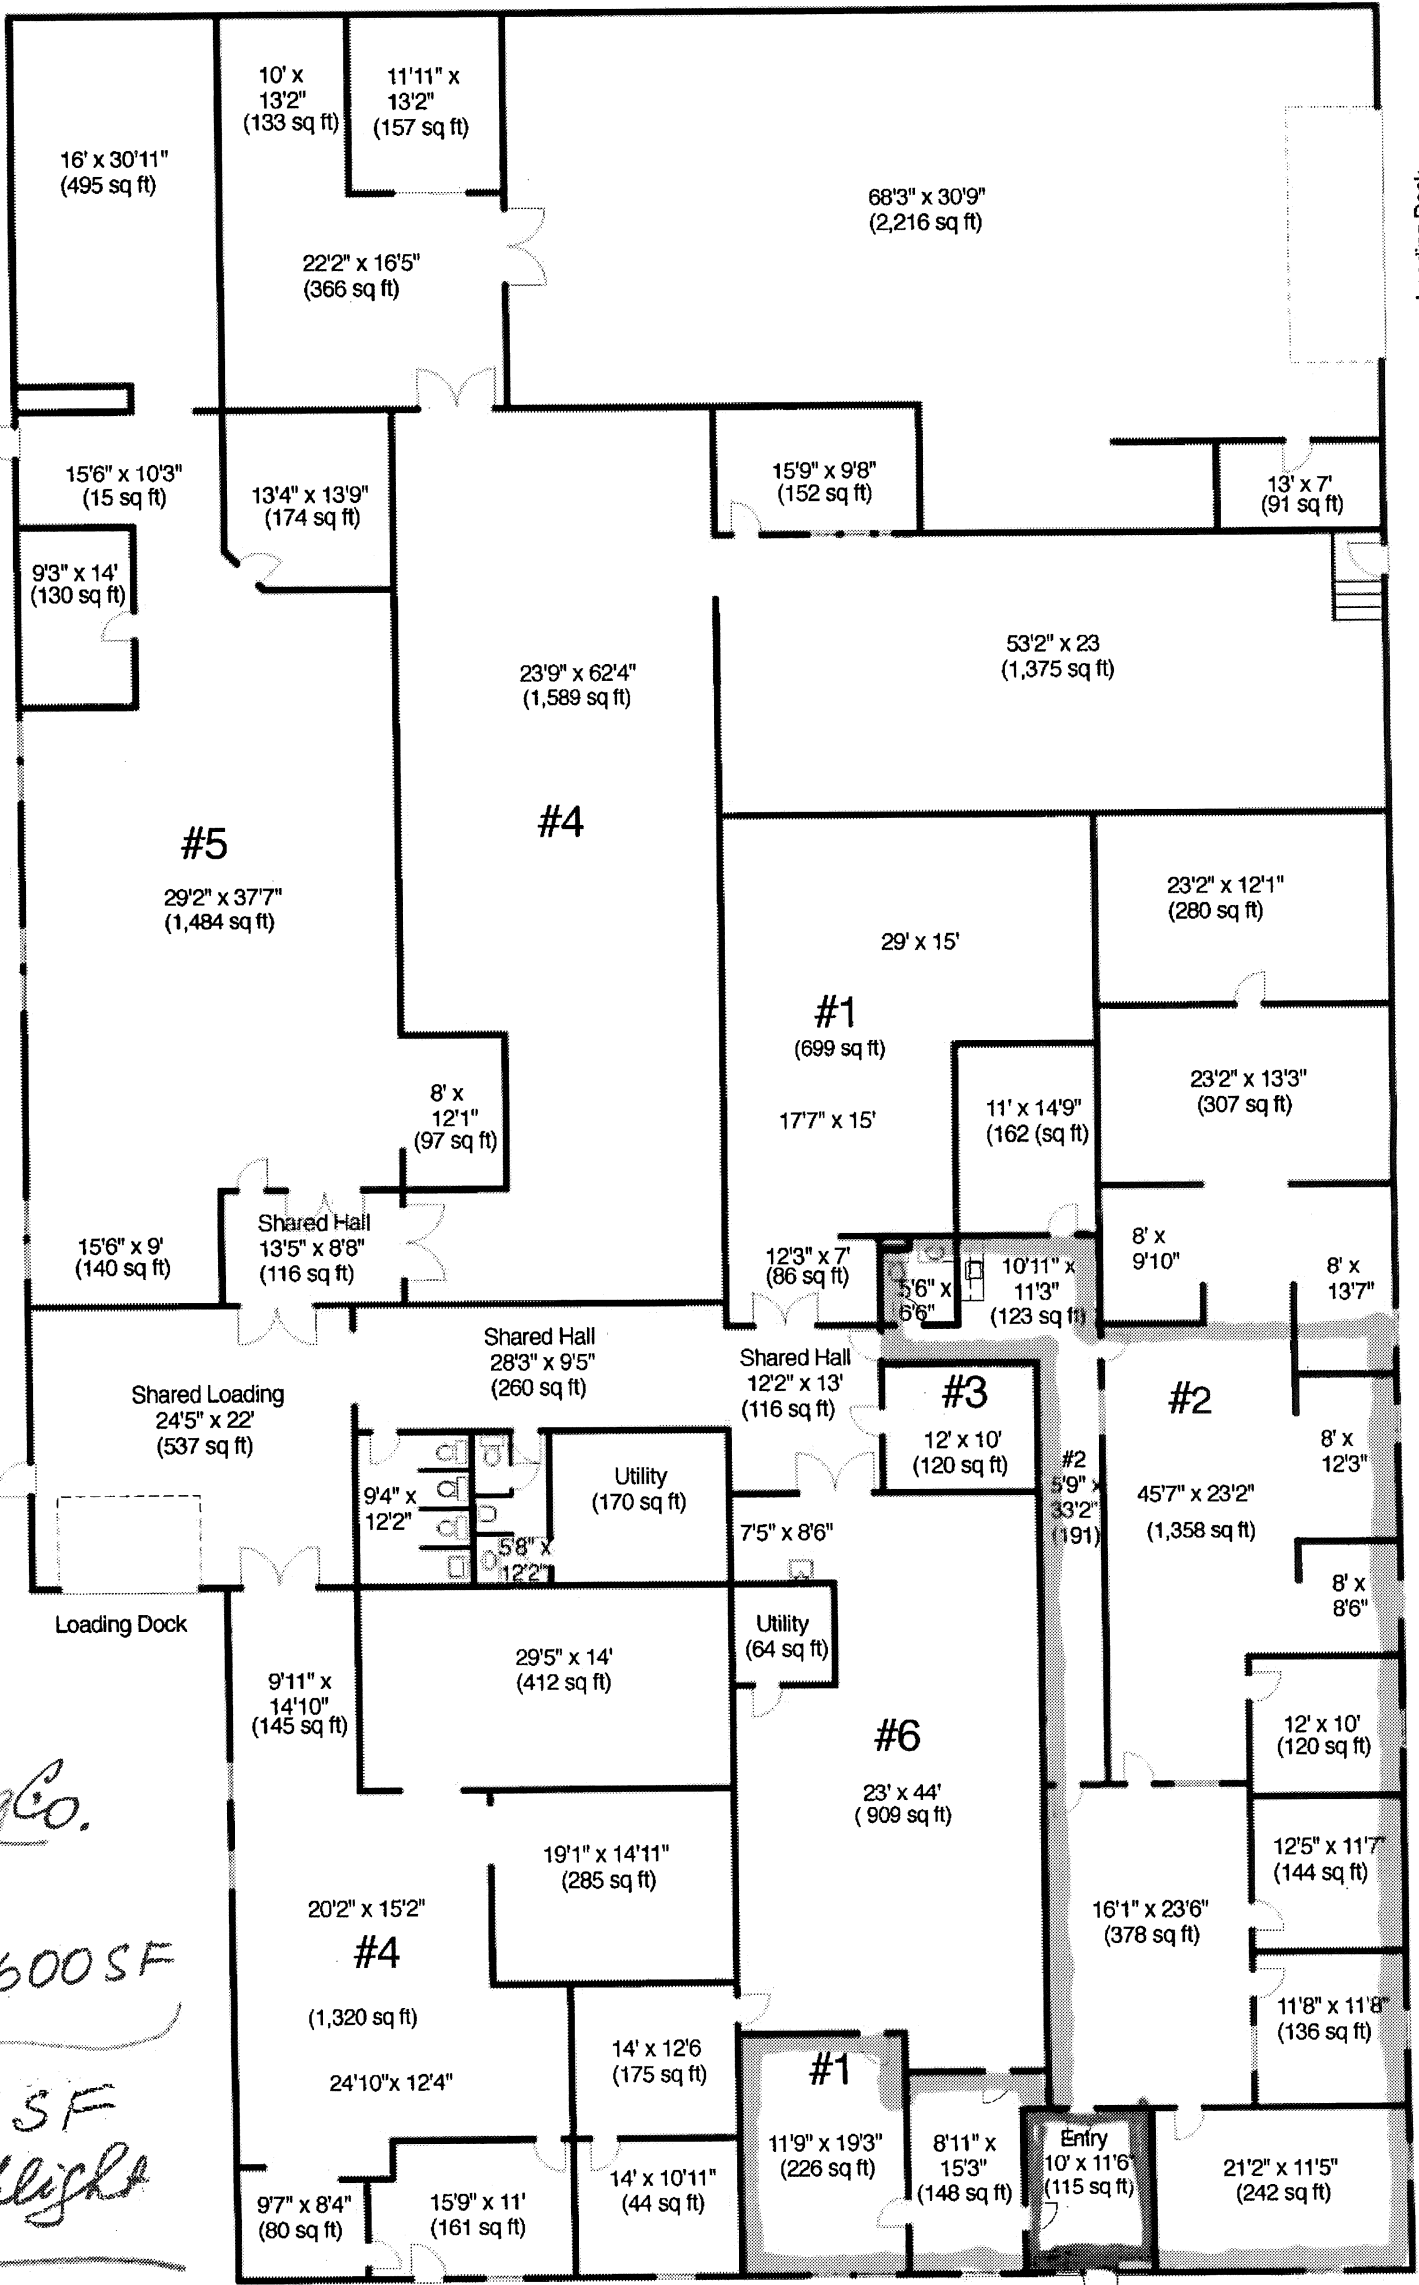 10' x
13'2"
(133 sq ft)
11'11" x
13'2"
(157 sq ft)
16' x 30'11"
(495 sq ft)
68'3" x 30'9"
(2,216 sq ft)
22'2" x 16'5"
(366 sq ft)
15'6" x 10'3"
(15 sq ft)
13'4" x 13'9"
(174 sq ft)
15'9" x 9'8"
(152 sq ft)
13' x 7'
(91 sq ft)
9'3" x 14'
(130 sq ft)
23'9" x 62'4"
(1,589 sq ft)
53'2" x 23
(1,375 sq ft)
#4
#5
29'2" x 37'7"
(1,484 sq ft)
23'2" x 12'1"
(280 sq ft)
29' x 15'
#1
(699 sq ft)
8' x
12'1"
(97 sq ft)
17'7" x 15'
11' x 14'9"
(162 (sq ft)
23'2" x 13'3"
(307 sq ft)
Shared Hall
13'5" x 8'8"
(116 sq ft)
15'6" x 9'
(140 sq ft)
12'3" x 7'
(86 sq ft)
5'6" x
6'6"
10'11" x
11'3"
(123 sq ft)
8' x
9'10"
8' x
13'7"
Shared Hall
28'3" x 9'5"
(260 sq ft)
Shared Hall
12'2" x 13'
(116 sq ft)
Shared Loading
24'5" x 22'
(537 sq ft)
#3
12' x 10'
(120 sq ft)
#2
8' x
12'3"
#2
5'9" x
33'2"
(191)
45'7" x 23'2"
(1,358 sq ft)
9'4" x
12'2"
5'8" x
12'2"
Utility
(170 sq ft)
7'5" x 8'6"
8' x
8'6"
Loading Dock
Utility
(64 sq ft)
9'11" x
14'10"
(145 sq ft)
29'5" x 14'
(412 sq ft)
12' x 10'
(120 sq ft)
#6
23' x 44'
( 909 sq ft)
Co.
19'1" x 14'11"
(285 sq ft)
12'5" x 11'7"
(144 sq ft)
20'2" x 15'2"
#4
(1,320 sq ft)
16'1" x 23'6"
(378 sq ft)
600 SF
24'10"x 12'4"
14' x 12'6
(175 sq ft)
#1
11'8" x 11'8"
(136 sq ft)
SF
11'9" x 19'3"
(226 sq ft)
8'11" x
15'3"
(148 sq ft)
Entry
10' x 11'6"
(115 sq ft)
21'2" x 11'5"
(242 sq ft)
9'7" x 8'4"
(80 sq ft)
15'9" x 11'
(161 sq ft)
14' x 10'11"
(44 sq ft)